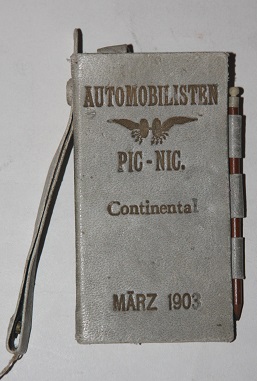 AUTOMOBILISTEN
PIC-NIC.
Continental
MÄRZ 1903